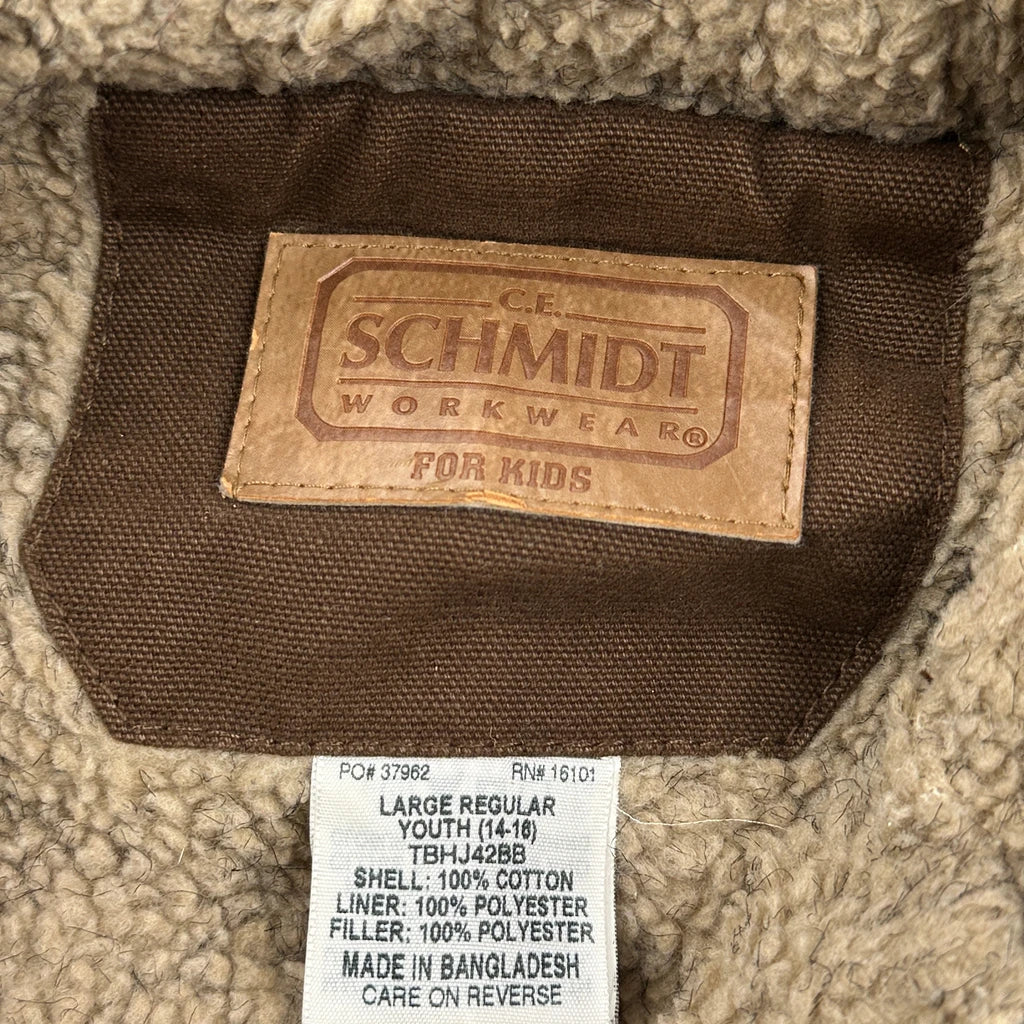 C.E.
SCHMIDT
WORKWEAR®
FOR KIDS
PO# 37962 RN# 16101
LARGE REGULAR
YOUTH (14-16)
TBHJ42BB
SHELL: 100% COTTON
LINER: 100% POLYESTER
FILLER: 100% POLYESTER
MADE IN BANGLADESH
CARE ON REVERSE